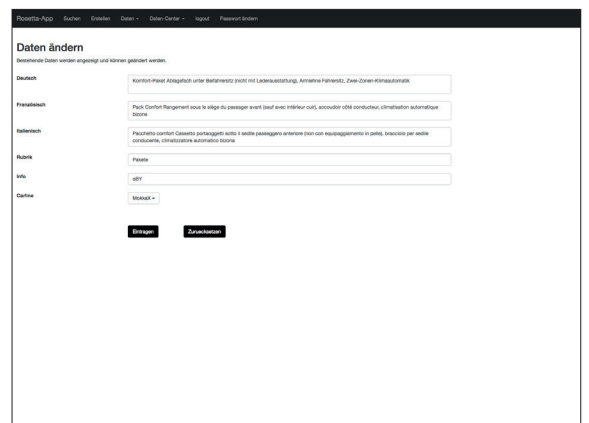 Rosetta-App Suchen Erstellen Daten Daten-Center logout Passwort ändern
Daten ändern
Bestehende Daten werden angezeigt und können geändert werden.
Deutsch
Komfort-Paket Ablagefach unter Beifahrersitz (nicht mit Lederausstattung), Armlehne Fahrersitz, Zwei-Zonen-Klimaautomatik
Französisch
Pack Confort Rangement sous le siège du passager avant (sauf avec intérieur cuir), accoudoir côté conducteur, climatisation automatique
bizone
Italienisch
Pacchetto comfort Cassetto portaoggetti sotto il sedile passeggero anteriore (non con equipaggiamento in pelle), bracciolo per sedile
conducente, climatizzatore automatico bizona
Rubrik
Pakete
Info
oBY
Carline
MokkaX
Eintragen Zuruecksetzen